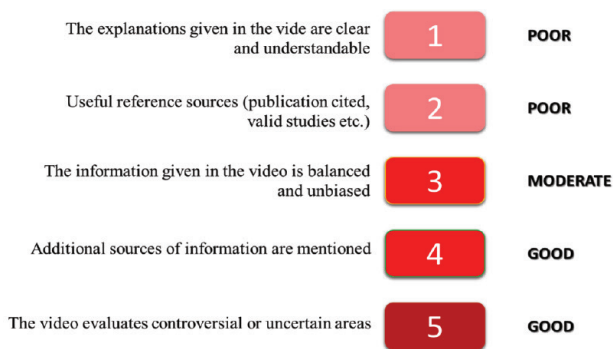 The explanations given in the vide are clear
and understandable
1
POOR
Useful reference sources (publication cited,
valid studies etc.)
2
POOR
The information given in the video is balanced
and unbiased
3
MODERATE
Additional sources of information are mentioned
4
GOOD
The video evaluates controversial or uncertain areas
5
GOOD